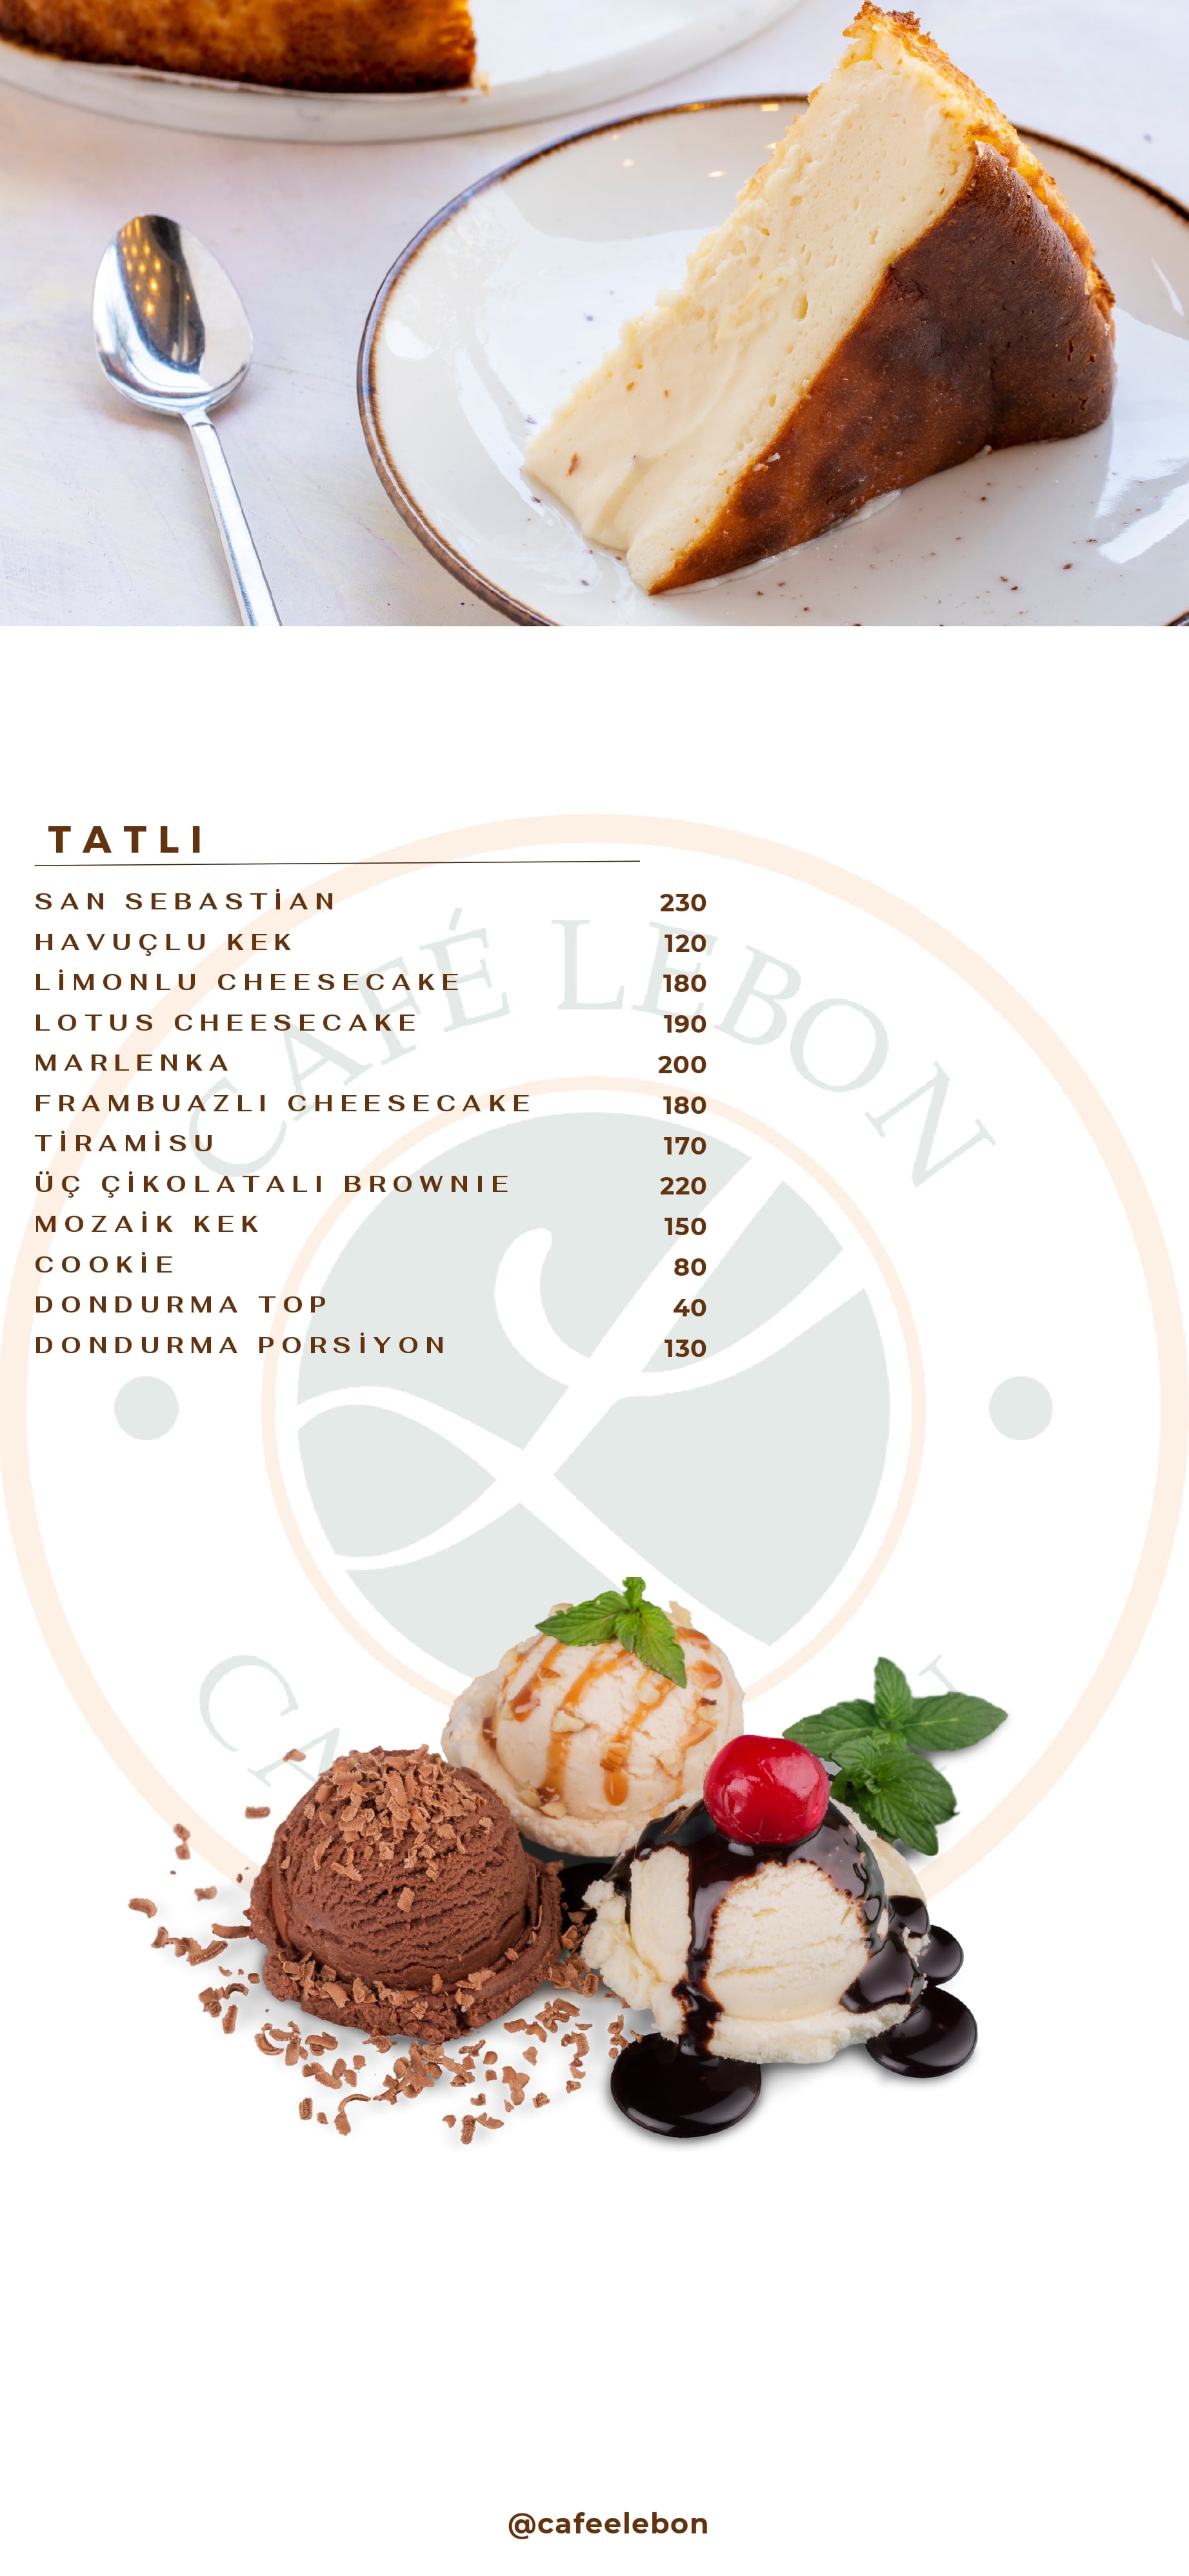 TATLI
SAN SEBASTİAN 230
HAVUÇLU KEK 120
LİMONLU CHEESECAKE 180
LOTUS CHEESECAKE 190
MARLENKA 200
FRAMBUAZLI CHEESECAKE 180
TİRAMİSU 170
ÜÇ ÇİKOLATALI BROWNIE 220
MOZAİK KEK 150
COOKİE 80
DONDURMA TOP 40
DONDURMA PORSİYON 130
CAFÉ LEBON
@cafeelebon